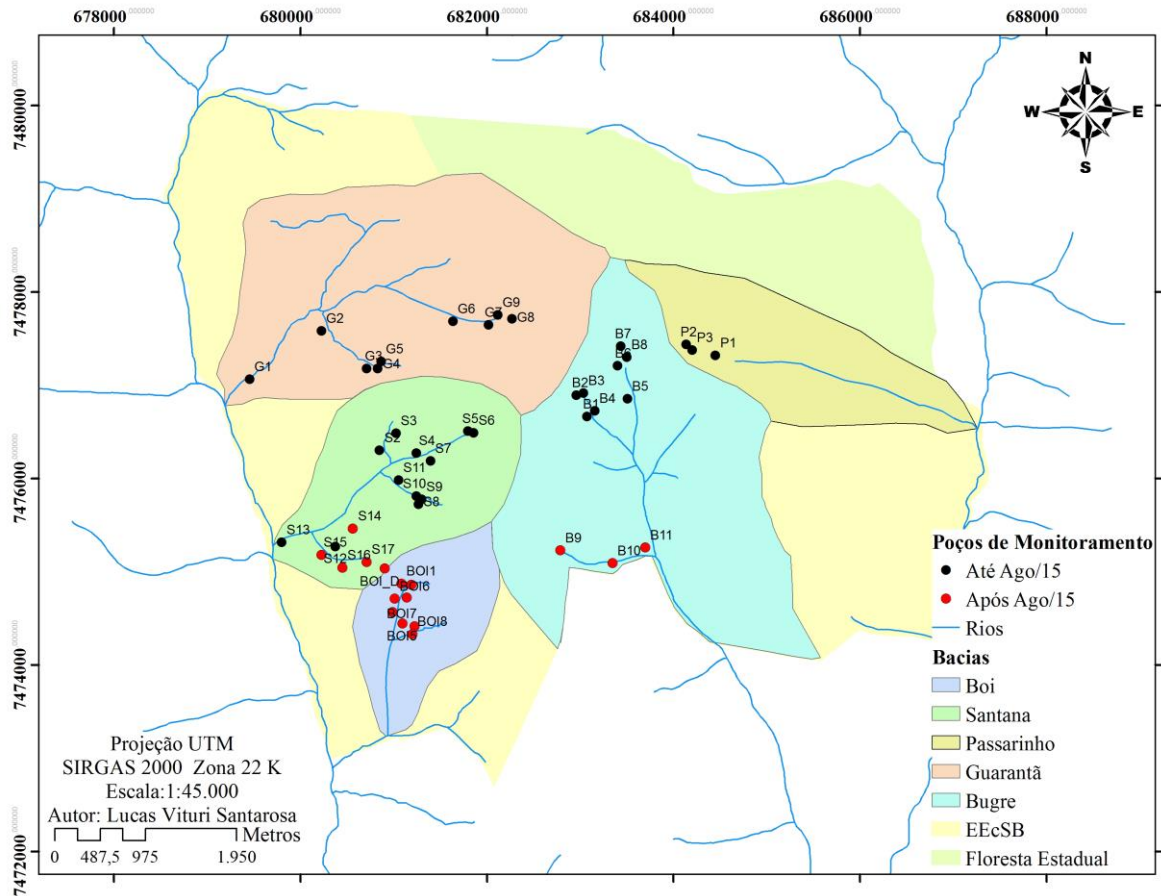 678000 680000 682000 684000 686000 688000
N
W E
S
7480000
7478000
7476000
7474000
7472000
G9
G6 G7
G8
G2
G5
G3 G4
G1
B7
B8
P2
P3 P1
B2 B3
B5
B1 B4
S3
S2
S5 S6
S4
S7
S11
S10 S9
S8
S14
S13
S15
S12 S16 S17
B9
B10
B11
BOI1
BOI_D
BOI6
BOI7
BOI8
Poços de Monitoramento
Até Ago/15
Após Ago/15
Rios
Bacias
Boi
Santana
Passarinho
Guarantã
Bugre
EEcSB
Floresta Estadual
Projeção UTM
SIRGAS 2000 Zona 22 K
Escala:1:45.000
Autor: Lucas Vituri Santarosa
Metros
0 487,5 975 1.950